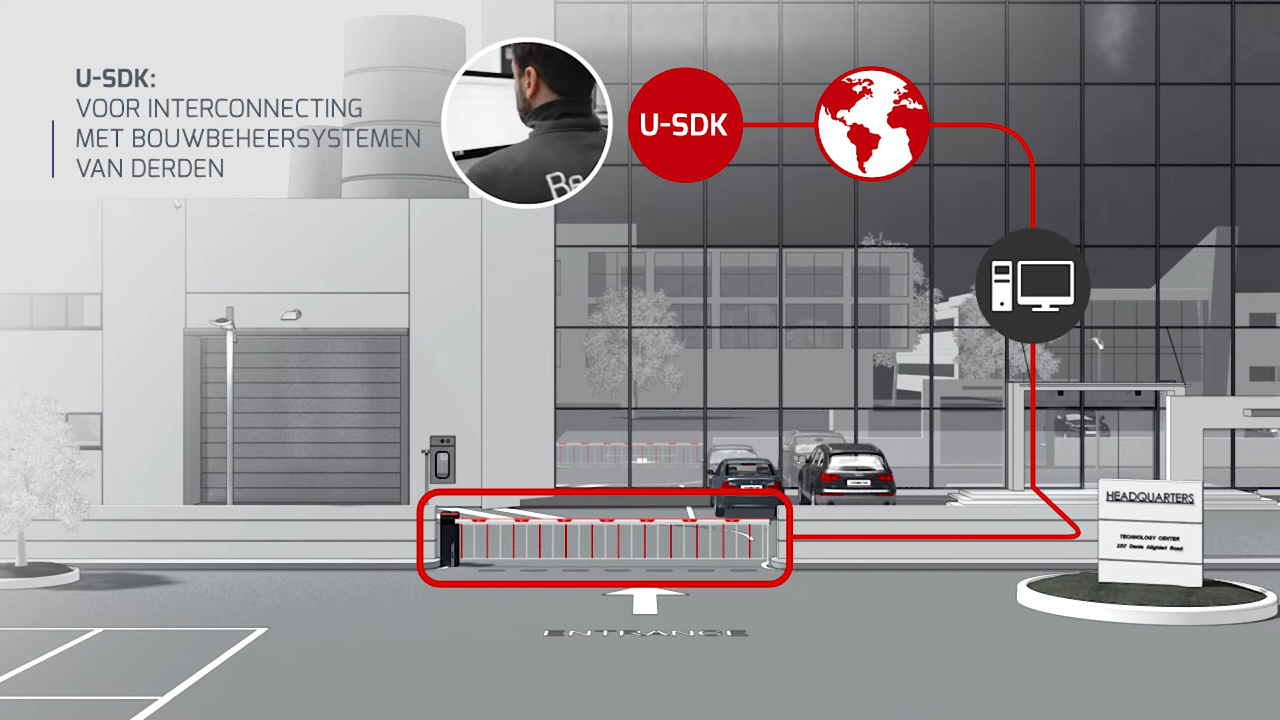 U-SDK:
VOOR INTERCONNECTING
MET BOUWBEHEERSYSTEMEN
VAN DERDEN
U-SDK
HEADQUARTERS
TECHNOLOGY CENTER
ENTRANCE